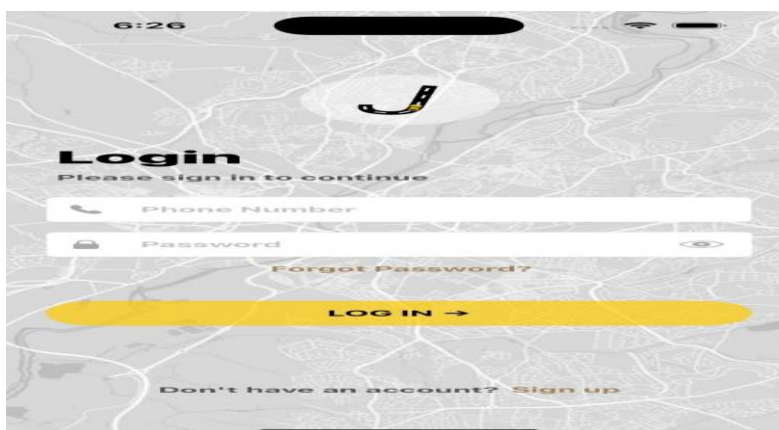 6:26
J
Login
Please sign in to continue
Phone Number
Password
Forgot Password?
LOG IN →
Don't have an account? Sign up